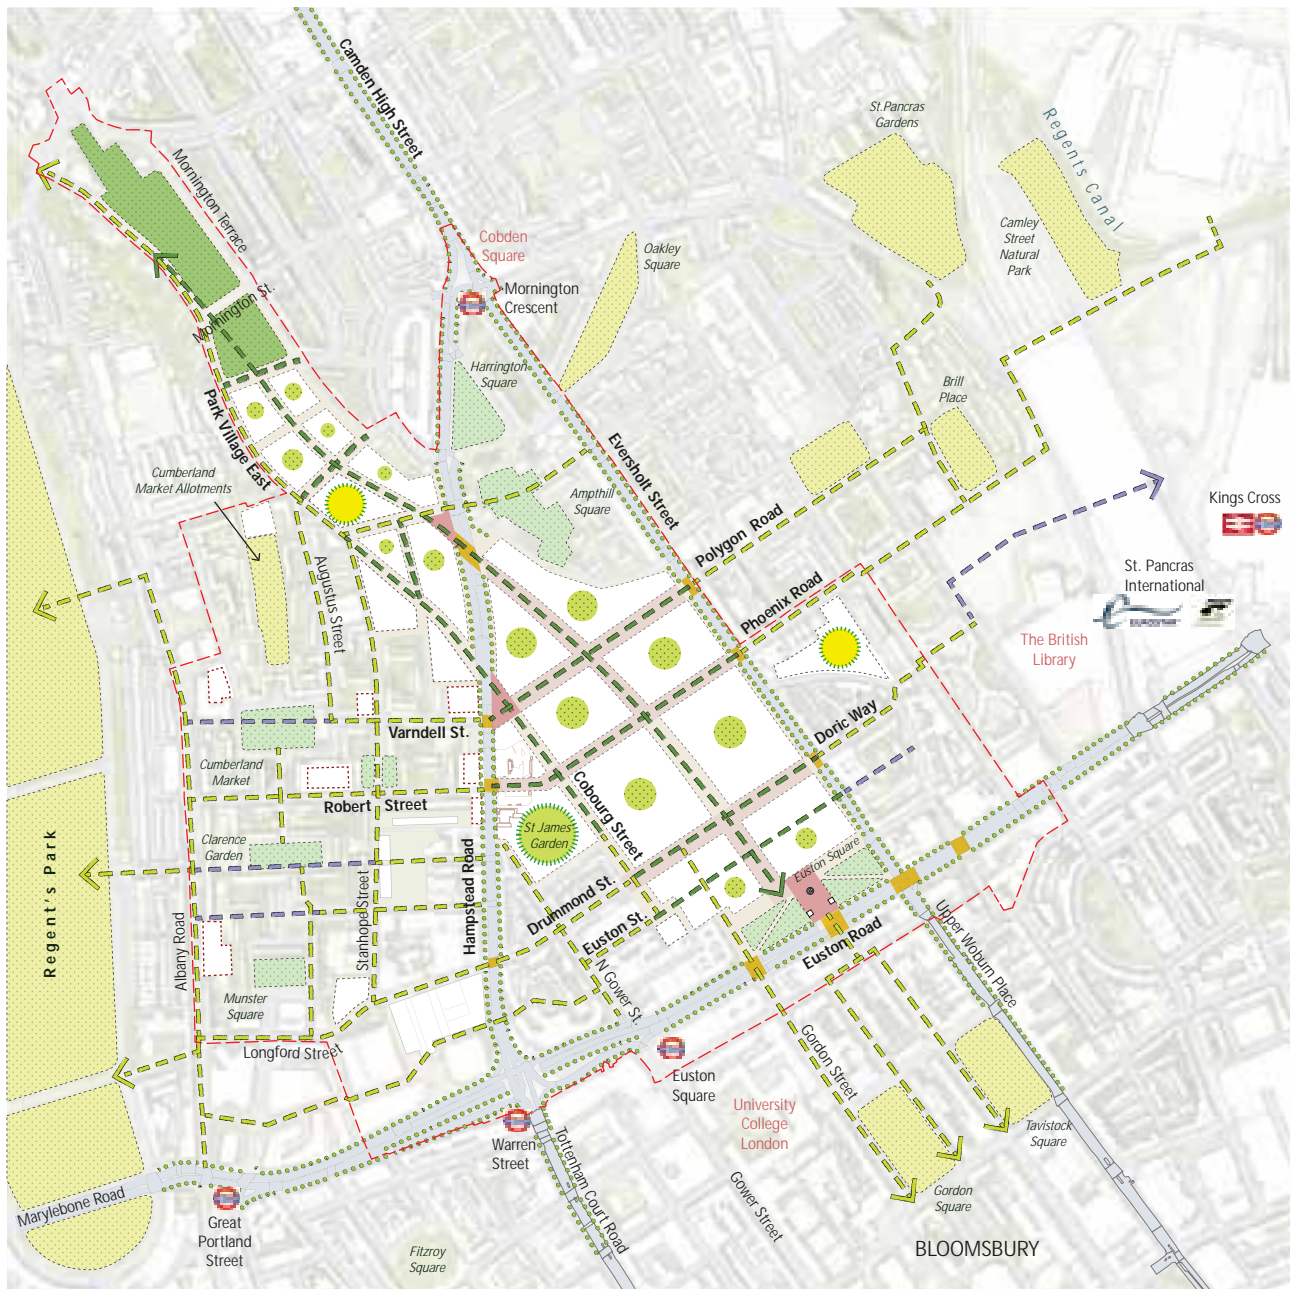 Camden High Street
St.Pancras
Gardens
Regents Canal
Mornington Terrace
Cobden
Square
Oakley
Square
Camley
Street
Natural
Park
Mornington
Crescent
Mornington St.
Harrington
Square
Brill
Place
Park Village East
Eversholt Street
Cumberland
Market Allotments
Ampthill
Square
Kings Cross
Polygon Road
St. Pancras
International
Augustus Street
Phoenix Road
The British
Library
Doric Way
Varndell St.
Cumberland
Market
Cobourg Street
Robert Street
St James
Garden
Regent's Park
Clarence
Garden
Euston Square
Stanhope Street
Hampstead Road
Drummond St.
Albany Road
Euston St.
Euston Road
Upper Woburn Place
N Gower St.
Munster
Square
Longford Street
Gordon Street
Euston
Square
University
College
London
Tavistock
Square
Warren
Street
Tottenham Court Road
Gower Street
Gordon
Square
Marylebone Road
Great
Portland
Street
Fitzroy
Square
BLOOMSBURY